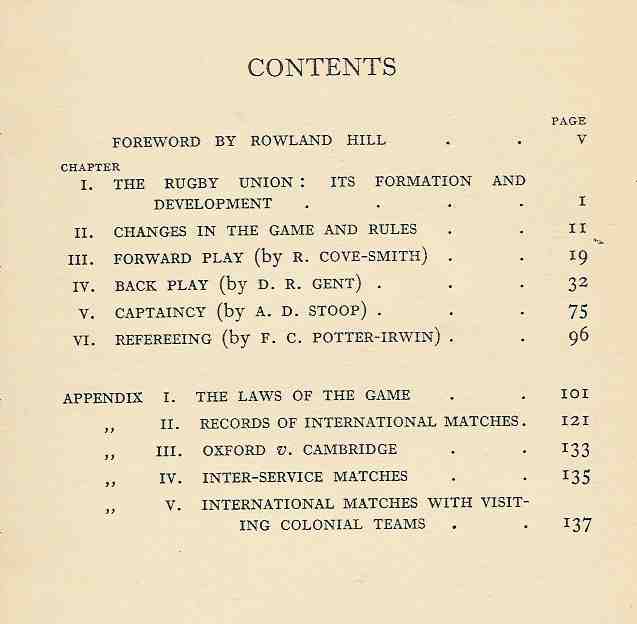 CONTENTS
PAGE
FOREWORD BY ROWLAND HILL . . V
CHAPTER
I. THE RUGBY UNION: ITS FORMATION AND
DEVELOPMENT . . . . 1
II. CHANGES IN THE GAME AND RULES . . 11
III. FORWARD PLAY (by R. COVE-SMITH) . . 19
IV. BACK PLAY (by D. R. GENT) . . . 32
V. CAPTAINCY (by A. D. STOOP) . . . 75
VI. REFEREEING (by F. C. POTTER-IRWIN) . . 96
APPENDIX I. THE LAWS OF THE GAME . . 101
,, II. RECORDS OF INTERNATIONAL MATCHES. 121
,, III. OXFORD v. CAMBRIDGE . . 133
,, IV. INTER-SERVICE MATCHES . . 135
,, V. INTERNATIONAL MATCHES WITH VISIT-
ING COLONIAL TEAMS . . 137